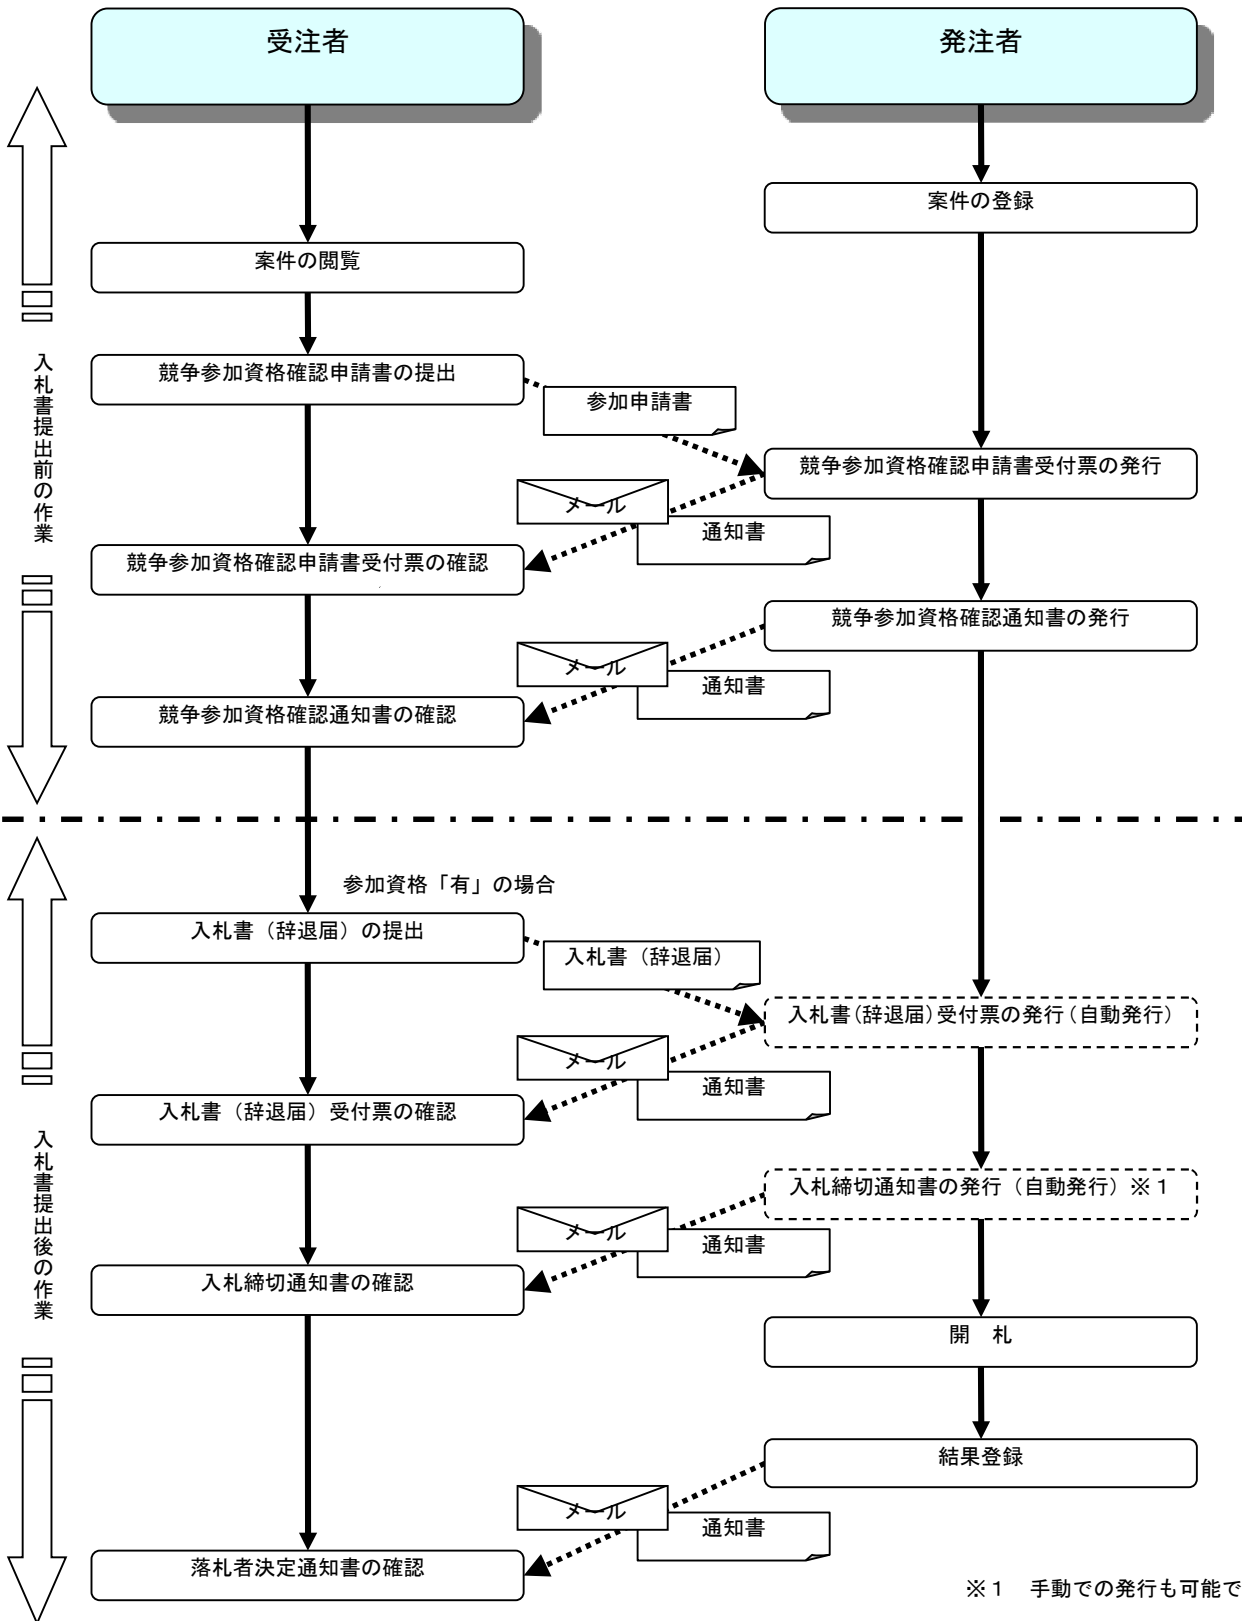 受注者
発注者
案件の登録
案件の閲覧
入札書提出前の作業
競争参加資格確認申請書の提出
参加申請書
競争参加資格確認申請書受付票の発行
メール
通知書
競争参加資格確認申請書受付票の確認
競争参加資格確認通知書の発行
メール
通知書
競争参加資格確認通知書の確認
参加資格「有」の場合
入札書（辞退届）の提出
入札書（辞退届）
入札書(辞退届)受付票の発行(自動発行)
メール
通知書
入札書（辞退届）受付票の確認
入札書提出後の作業
入札締切通知書の発行（自動発行）※１
メール
通知書
入札締切通知書の確認
開　札
結果登録
メール
通知書
落札者決定通知書の確認
※１　手動での発行も可能で